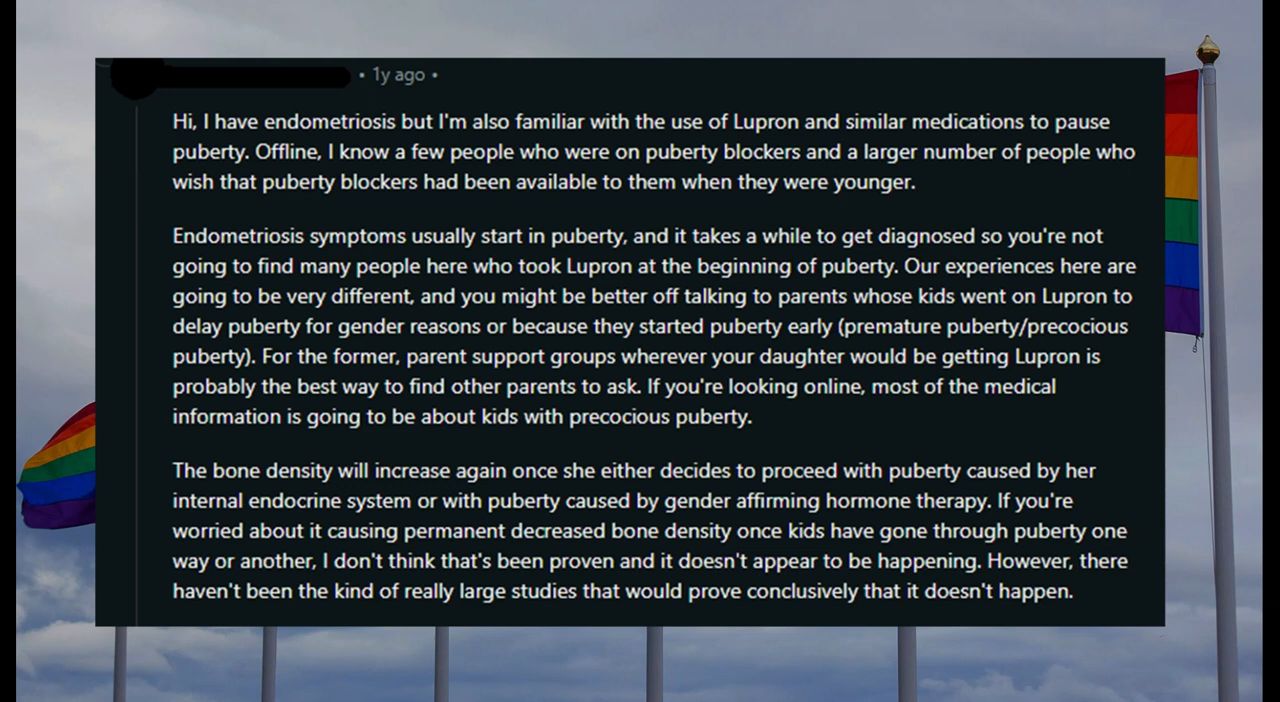 • 1y ago •
Hi, I have endometriosis but I'm also familiar with the use of Lupron and similar medications to pause
puberty. Offline, I know a few people who were on puberty blockers and a larger number of people who
wish that puberty blockers had been available to them when they were younger.
Endometriosis symptoms usually start in puberty, and it takes a while to get diagnosed so you're not
going to find many people here who took Lupron at the beginning of puberty. Our experiences here are
going to be very different, and you might be better off talking to parents whose kids went on Lupron to
delay puberty for gender reasons or because they started puberty early (premature puberty/precocious
puberty). For the former, parent support groups wherever your daughter would be getting Lupron is
probably the best way to find other parents to ask. If you're looking online, most of the medical
information is going to be about kids with precocious puberty.
The bone density will increase again once she either decides to proceed with puberty caused by her
internal endocrine system or with puberty caused by gender affirming hormone therapy. If you're
worried about it causing permanent decreased bone density once kids have gone through puberty one
way or another, I don't think that's been proven and it doesn't appear to be happening. However, there
haven't been the kind of really large studies that would prove conclusively that it doesn't happen.